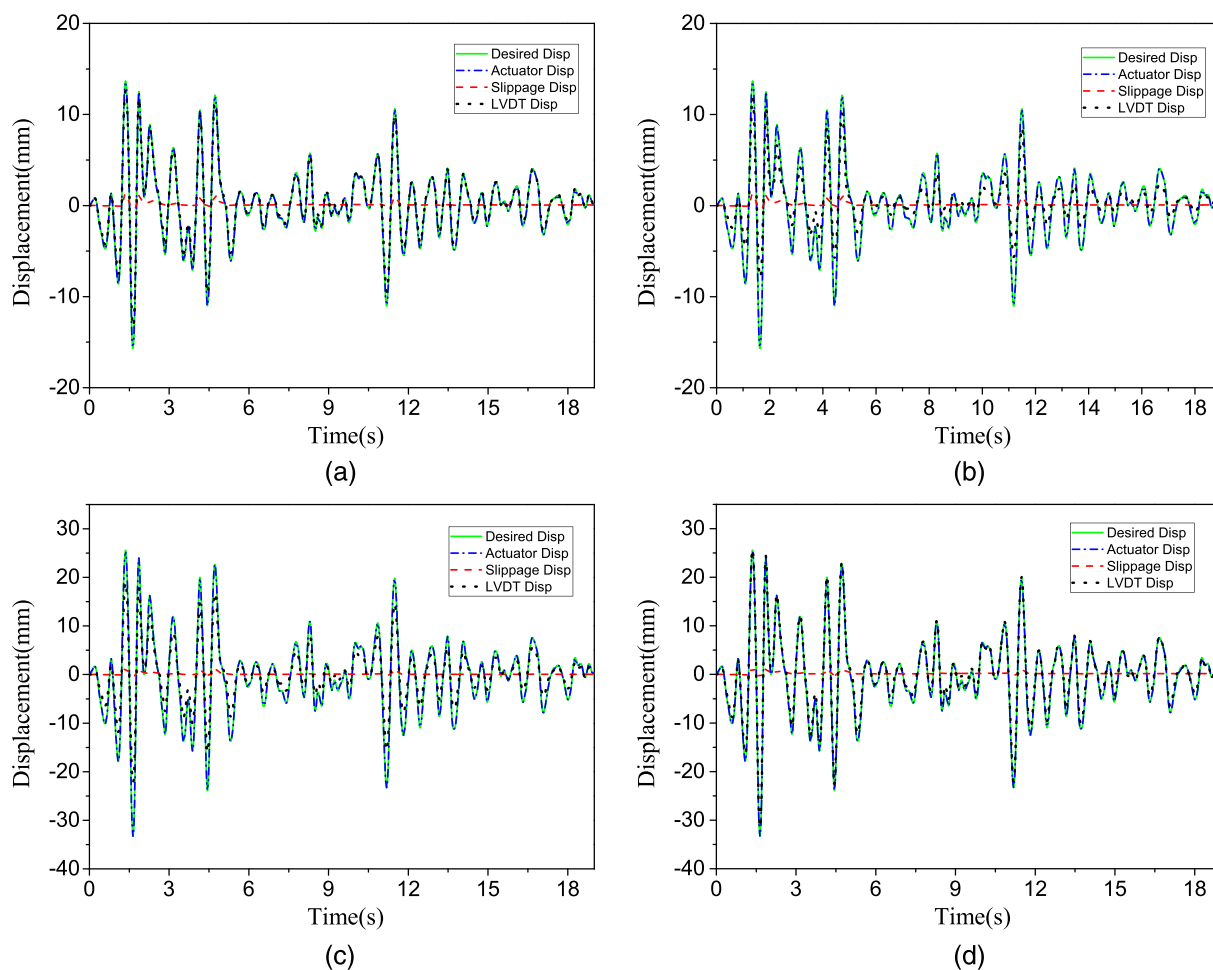 20
10
0
-10
-20
Displacement(mm)
Desired Disp
Actuator Disp
Slippage Disp
LVDT Disp
0 3 6 9 12 15 18
Time(s)
(a)
20
10
0
-10
-20
Displacement(mm)
Desired Disp
Actuator Disp
Slippage Disp
LVDT Disp
0 2 4 6 8 10 12 14 16 18
Time(s)
(b)
30
20
10
0
-10
-20
-30
-40
Displacement(mm)
Desired Disp
Actuator Disp
Slippage Disp
LVDT Disp
0 3 6 9 12 15 18
Time(s)
(c)
30
20
10
0
-10
-20
-30
-40
Displacement(mm)
Desired Disp
Actuator Disp
Slippage Disp
LVDT Disp
0 3 6 9 12 15 18
Time(s)
(d)